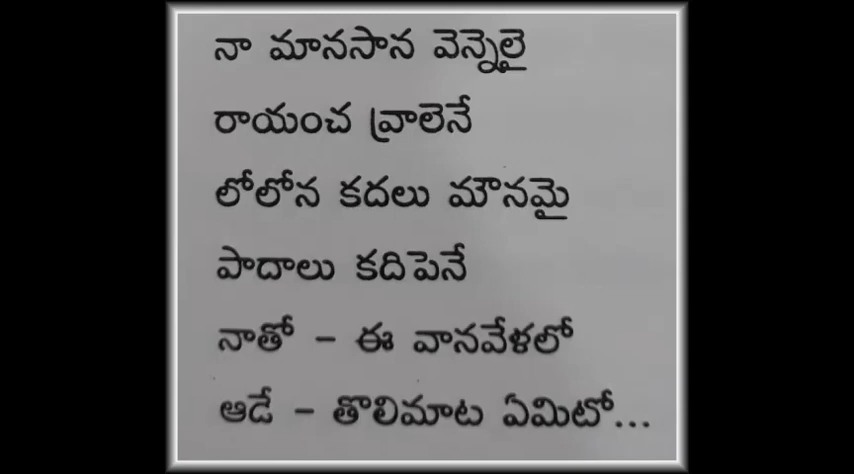 నా మానసాన వెన్నెలై
రాయంచ వ్రాలెనే
లోలోన కదలు మౌనమై
పాదాలు కదిపెనే
నాతో – ఈ వానవేళలో
ఆడే – తొలిమాట ఏమిటో...